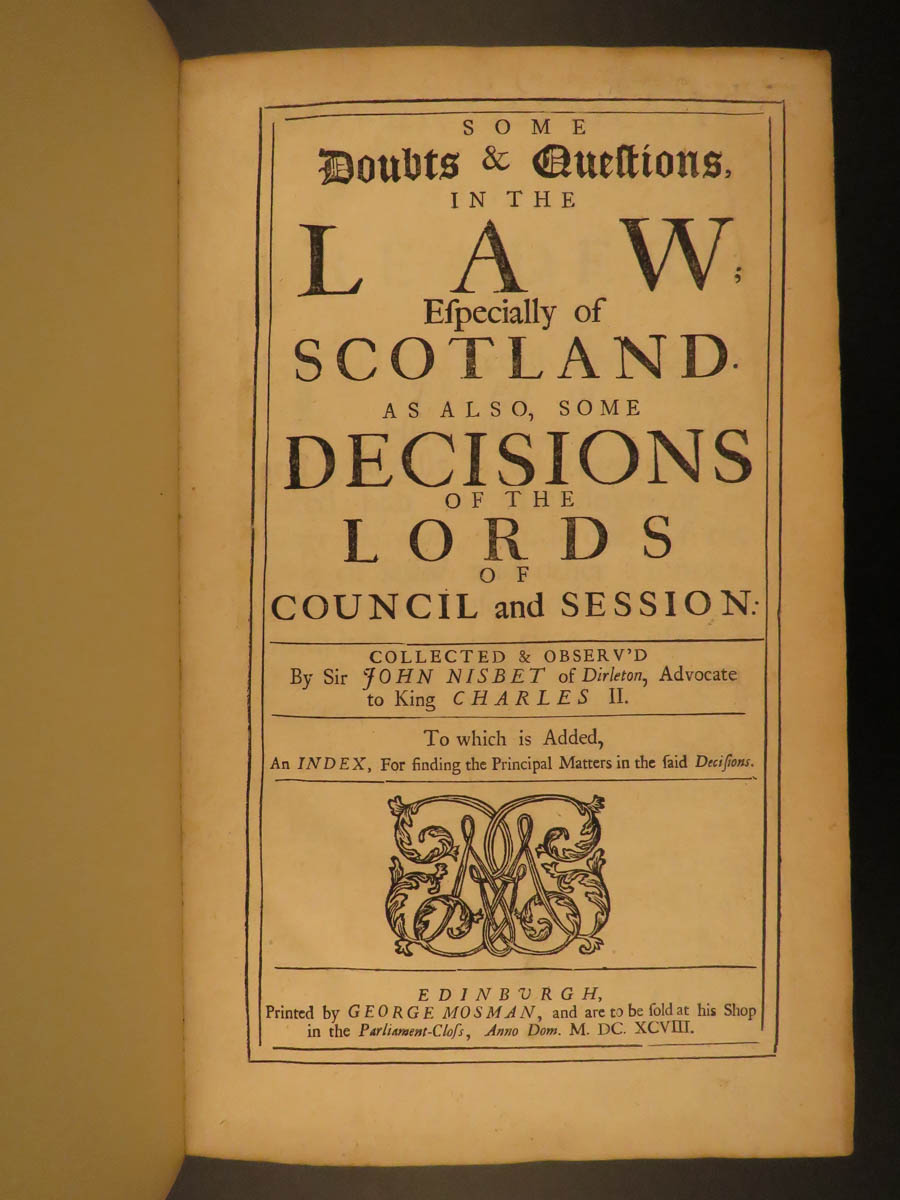 SOME
Doubts & Queſtions,
IN THE
LAW;
Eſpecially of
SCOTLAND.
AS ALSO, SOME
DECISIONS
OF THE
LORDS
OF
COUNCIL and SESSION.
COLLECTED & OBSERV'D
By Sir JOHN NISBET of Dirleton, Advocate
to King CHARLES II.
To which is Added,
An INDEX, For finding the Principal Matters in the ſaid Deciſions.
EDINBURGH,
Printed by GEORGE MOSMAN, and are to be ſold at his Shop
in the Parliament-Cloſs, Anno Dom. M. DC. XCVIII.